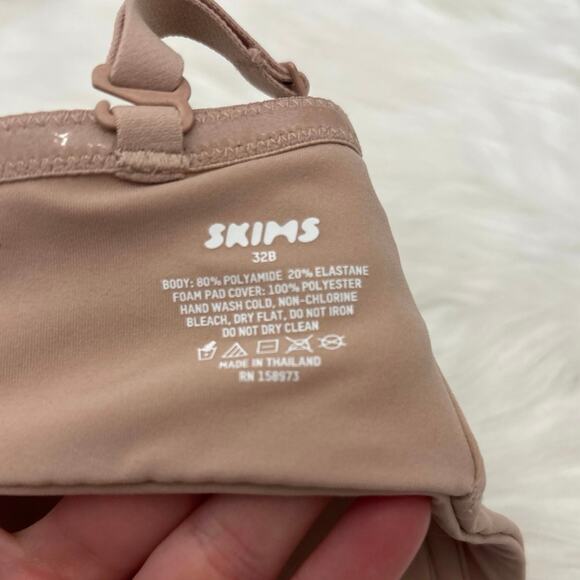 SKIMS
32B
BODY: 80% POLYAMIDE 20% ELASTANE
FOAM PAD COVER: 100% POLYESTER
HAND WASH COLD, NON-CHLORINE
BLEACH, DRY FLAT, DO NOT IRON
DO NOT DRY CLEAN
MADE IN THAILAND
RN 158973